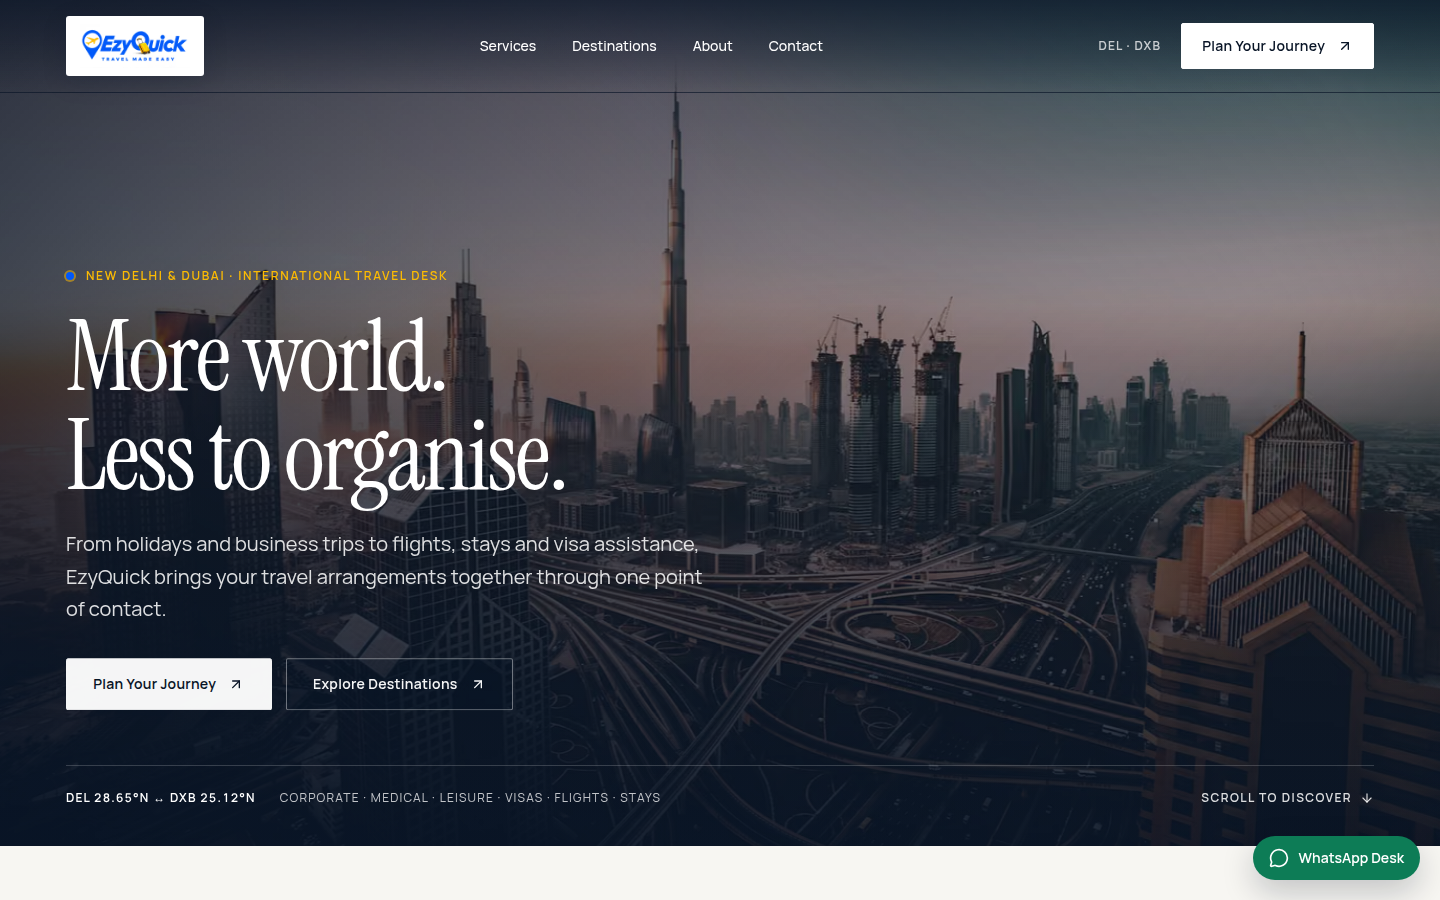 EzyQuick
TRAVEL MADE EASY
Services
Destinations
About
Contact
DEL · DXB
Plan Your Journey
NEW DELHI & DUBAI · INTERNATIONAL TRAVEL DESK
More world.
Less to organise.
From holidays and business trips to flights, stays and visa assistance,
EzyQuick brings your travel arrangements together through one point
of contact.
Plan Your Journey
Explore Destinations
DEL 28.65°N ↔ DXB 25.12°N
CORPORATE · MEDICAL · LEISURE · VISAS · FLIGHTS · STAYS
SCROLL TO DISCOVER
WhatsApp Desk